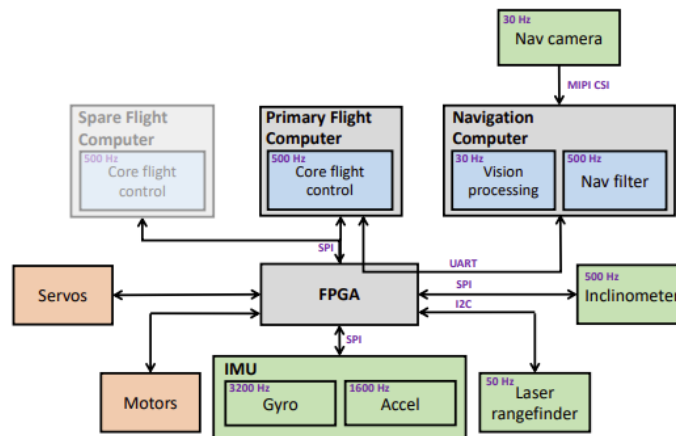 30 Hz
Nav camera
MIPI CSI
Spare Flight
Computer
500 Hz
Core flight
control
Primary Flight
Computer
500 Hz
Core flight
control
Navigation
Computer
30 Hz
Vision
processing
500 Hz
Nav filter
SPI
UART
Servos
FPGA
SPI
I2C
500 Hz
Inclinometer
SPI
Motors
IMU
3200 Hz
Gyro
1600 Hz
Accel
50 Hz
Laser
rangefinder